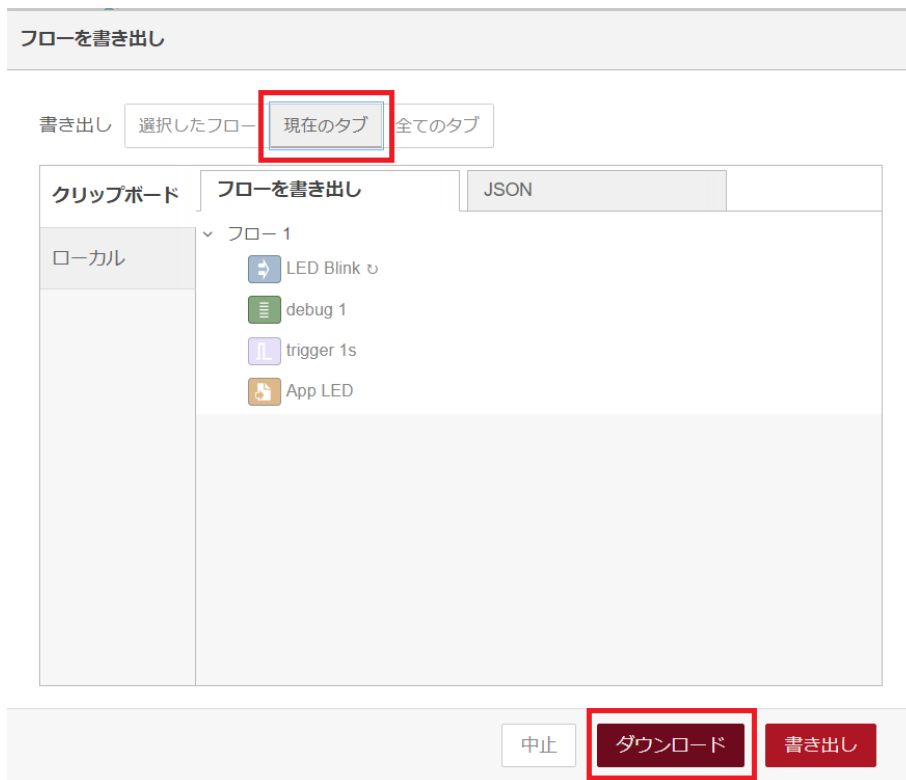 フローを書き出し
書き出し 選択したフロー 現在のタブ 全てのタブ
クリップボード フローを書き出し JSON
ローカル
フロー 1
LED Blink ↻
debug 1
trigger 1s
App LED
中止 ダウンロード 書き出し